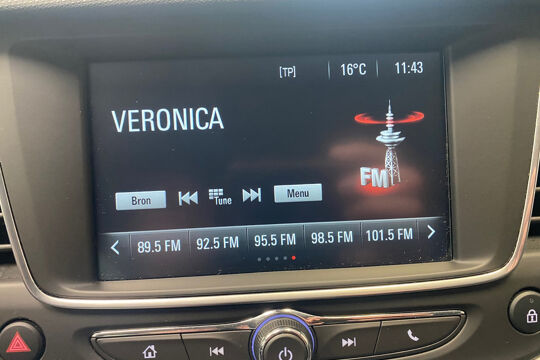 [TP] 16°C 11:43
VERONICA
FM
Bron Tune Menu
89.5 FM 92.5 FM 95.5 FM 98.5 FM 101.5 FM